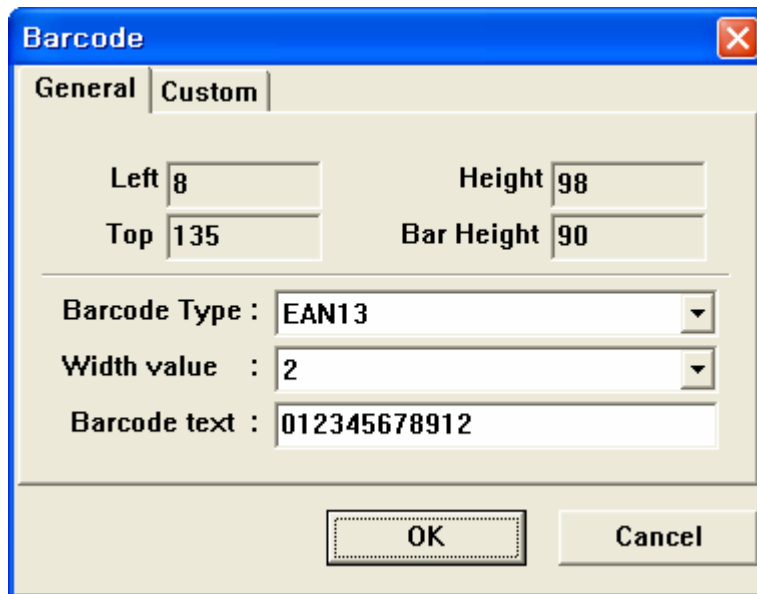 Barcode
General Custom
Left 8 Height 98
Top 135 Bar Height 90
Barcode Type : EAN13
Width value : 2
Barcode text : 012345678912
OK Cancel